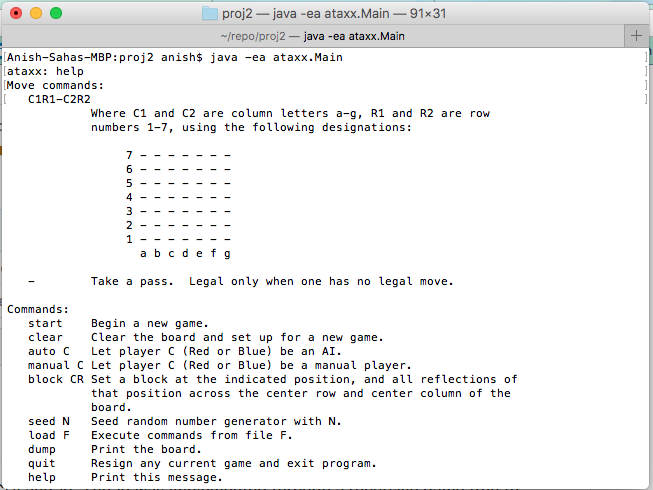 proj2 — java -ea ataxx.Main — 91×31
~/repo/proj2 — java -ea ataxx.Main +
[Anish-Sahas-MBP:proj2 anish$ java -ea ataxx.Main ]
[ataxx: help ]
Move commands:
[ C1R1-C2R2 ]
Where C1 and C2 are column letters a-g, R1 and R2 are row
numbers 1-7, using the following designations:
7 - - - - - - -
6 - - - - - - -
5 - - - - - - -
4 - - - - - - -
3 - - - - - - -
2 - - - - - - -
1 - - - - - - -
a b c d e f g
- Take a pass. Legal only when one has no legal move.
Commands:
start Begin a new game.
clear Clear the board and set up for a new game.
auto C Let player C (Red or Blue) be an AI.
manual C Let player C (Red or Blue) be a manual player.
block CR Set a block at the indicated position, and all reflections of
that position across the center row and center column of the
board.
seed N Seed random number generator with N.
load F Execute commands from file F.
dump Print the board.
quit Resign any current game and exit program.
help Print this message.